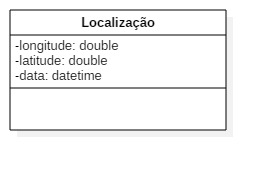 Localização
-longitude: double
-latitude: double
-data: datetime